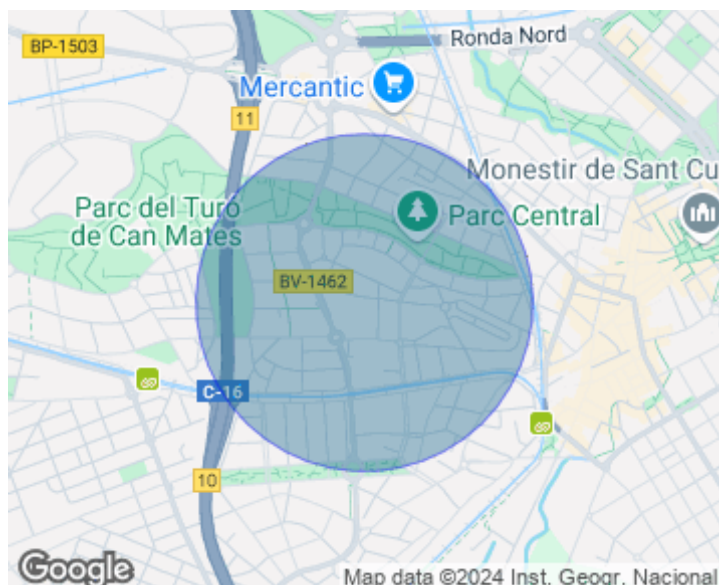 Ronda Nord
BP-1503
Mercantic
11
Monestir de Sant Cu
Parc del Turó
de Can Mates
Parc Central
BV-1462
C-16
10
Google
Map data ©2024 Inst. Geogr. Nacional